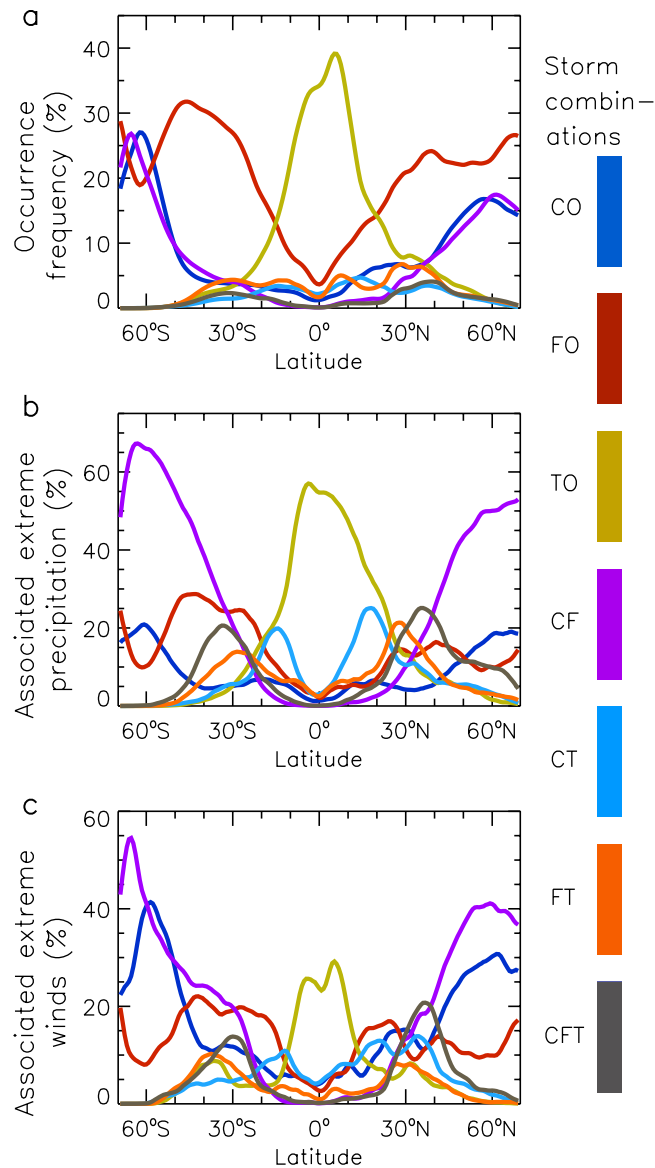 a
Occurrence
frequency (%)
40
30
20
10
0
60°S 30°S 0° 30°N 60°N
Latitude
b
Associated extreme
precipitation (%)
60
40
20
0
60°S 30°S 0° 30°N 60°N
Latitude
c
Associated extreme
winds (%)
60
40
20
0
60°S 30°S 0° 30°N 60°N
Latitude
Storm
combin–
ations
CO
FO
TO
CF
CT
FT
CFT